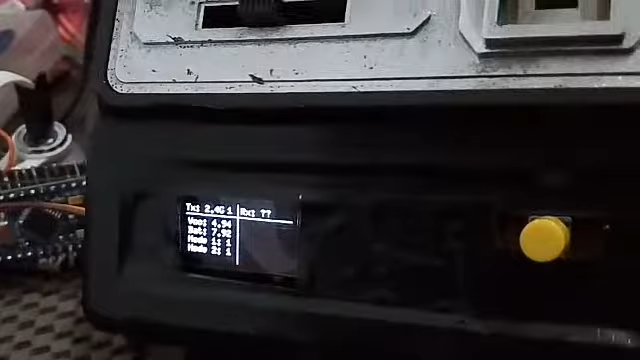 Tx: 2.4G 1 Rx: ??
Vcc: 4.94
Bat: 7.92
Mode 1: 1
Mode 2: 1